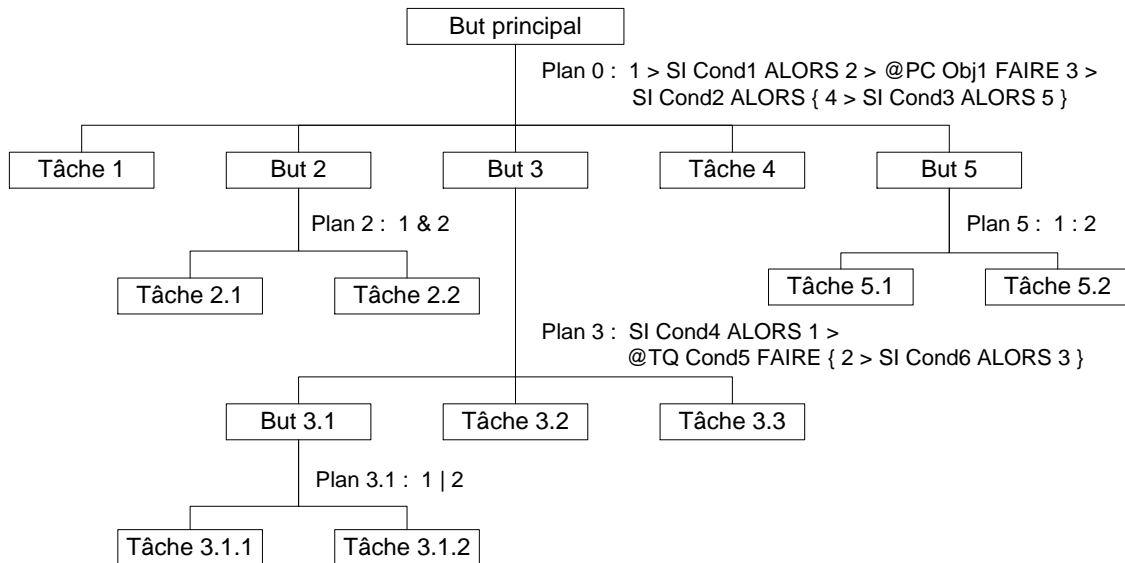 But principal
Plan 0 : 1 > SI Cond1 ALORS 2 > @PC Obj1 FAIRE 3 >
SI Cond2 ALORS { 4 > SI Cond3 ALORS 5 }
Tâche 1
But 2
But 3
Tâche 4
But 5
Plan 2 : 1 & 2
Plan 5 : 1 : 2
Tâche 2.1
Tâche 2.2
Tâche 5.1
Tâche 5.2
Plan 3 : SI Cond4 ALORS 1 >
@TQ Cond5 FAIRE { 2 > SI Cond6 ALORS 3 }
But 3.1
Tâche 3.2
Tâche 3.3
Plan 3.1 : 1 | 2
Tâche 3.1.1
Tâche 3.1.2